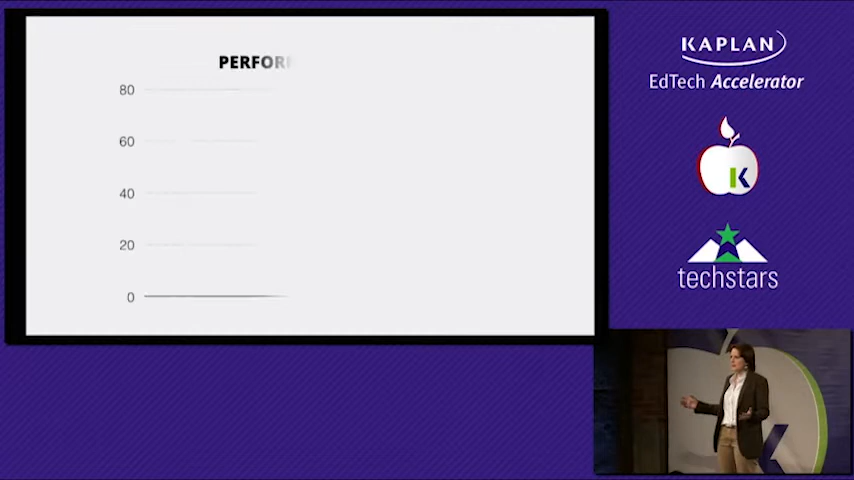 PERFOR
80
60
40
20
0
KAPLAN
EdTech Accelerator
K
techstars
K